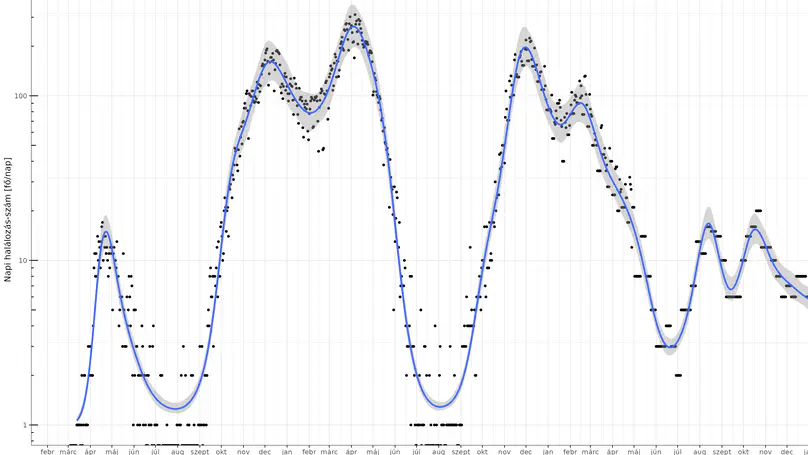 Napi halálozás-szám [fő/nap]
100
10
1
febr márc ápr máj jún júl aug szept okt nov dec jan febr márc ápr máj jún júl aug szept okt nov dec jan febr márc ápr máj jún júl aug szept okt nov dec